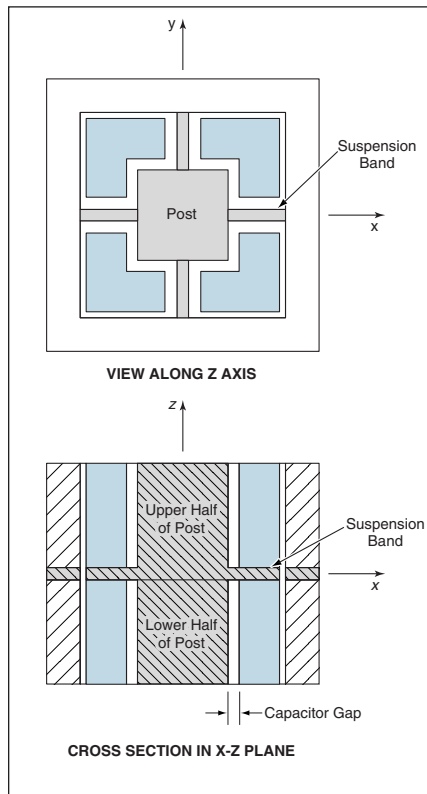 y
Suspension
Band
Post
x
VIEW ALONG Z AXIS
z
Upper Half
of Post
Suspension
Band
x
Lower Half
of Post
Capacitor Gap
CROSS SECTION IN X-Z PLANE